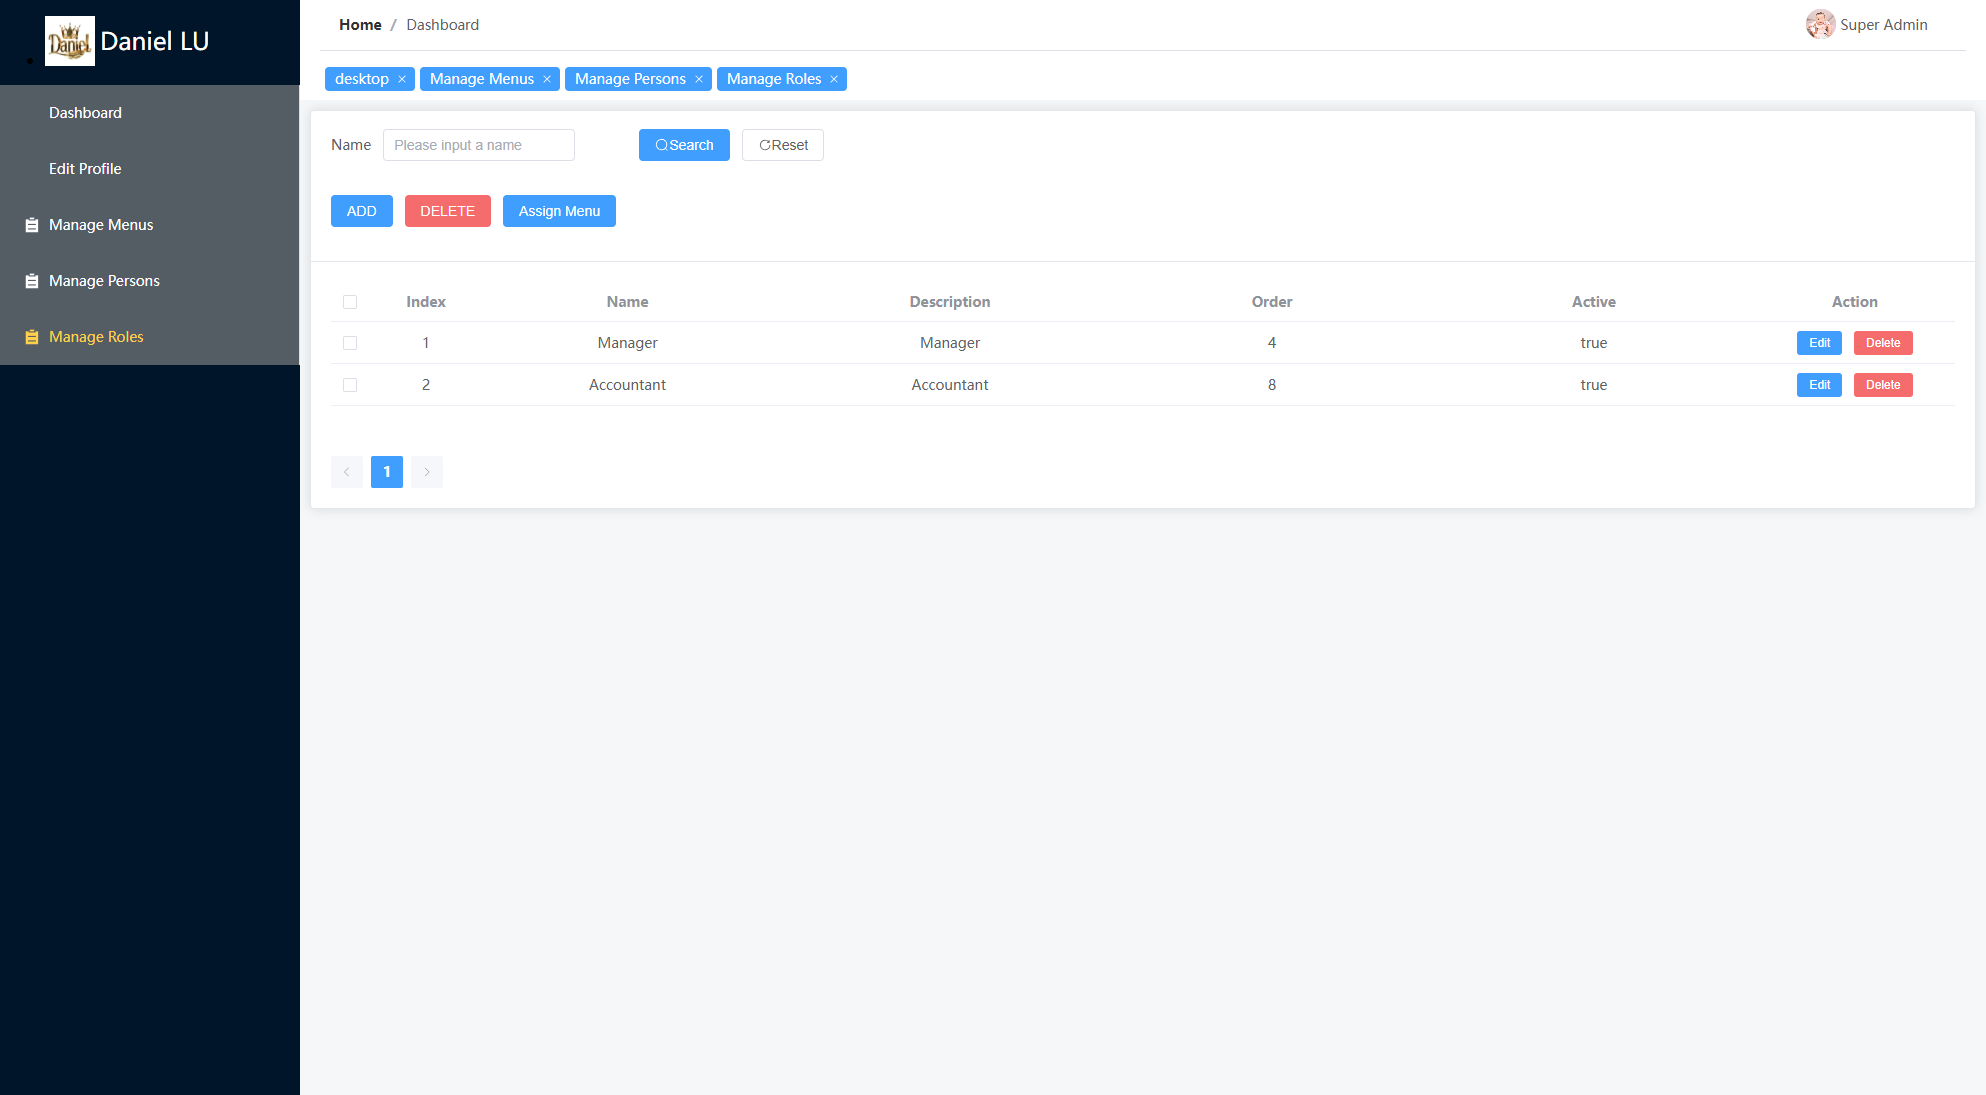 Daniel
Daniel LU
Dashboard
Edit Profile
Manage Menus
Manage Persons
Manage Roles
Home / Dashboard
Super Admin
desktop × Manage Menus × Manage Persons × Manage Roles ×
Name Please input a name Search Reset
ADD DELETE Assign Menu
Index Name Description Order Active Action
1 Manager Manager 4 true Edit Delete
2 Accountant Accountant 8 true Edit Delete
< 1 >